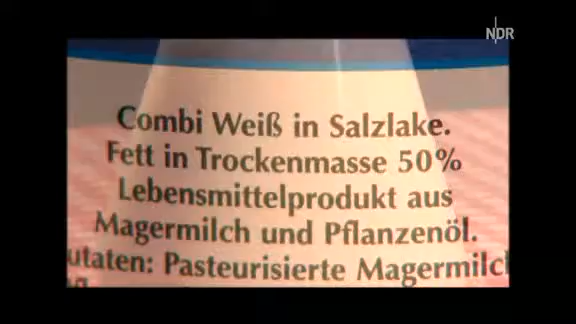 NDR
Combi Weiß in Salzlake.
Fett in Trockenmasse 50%
Lebensmittelprodukt aus
Magermilch und Pflanzenöl.
utaten: Pasteurisierte Magermilc